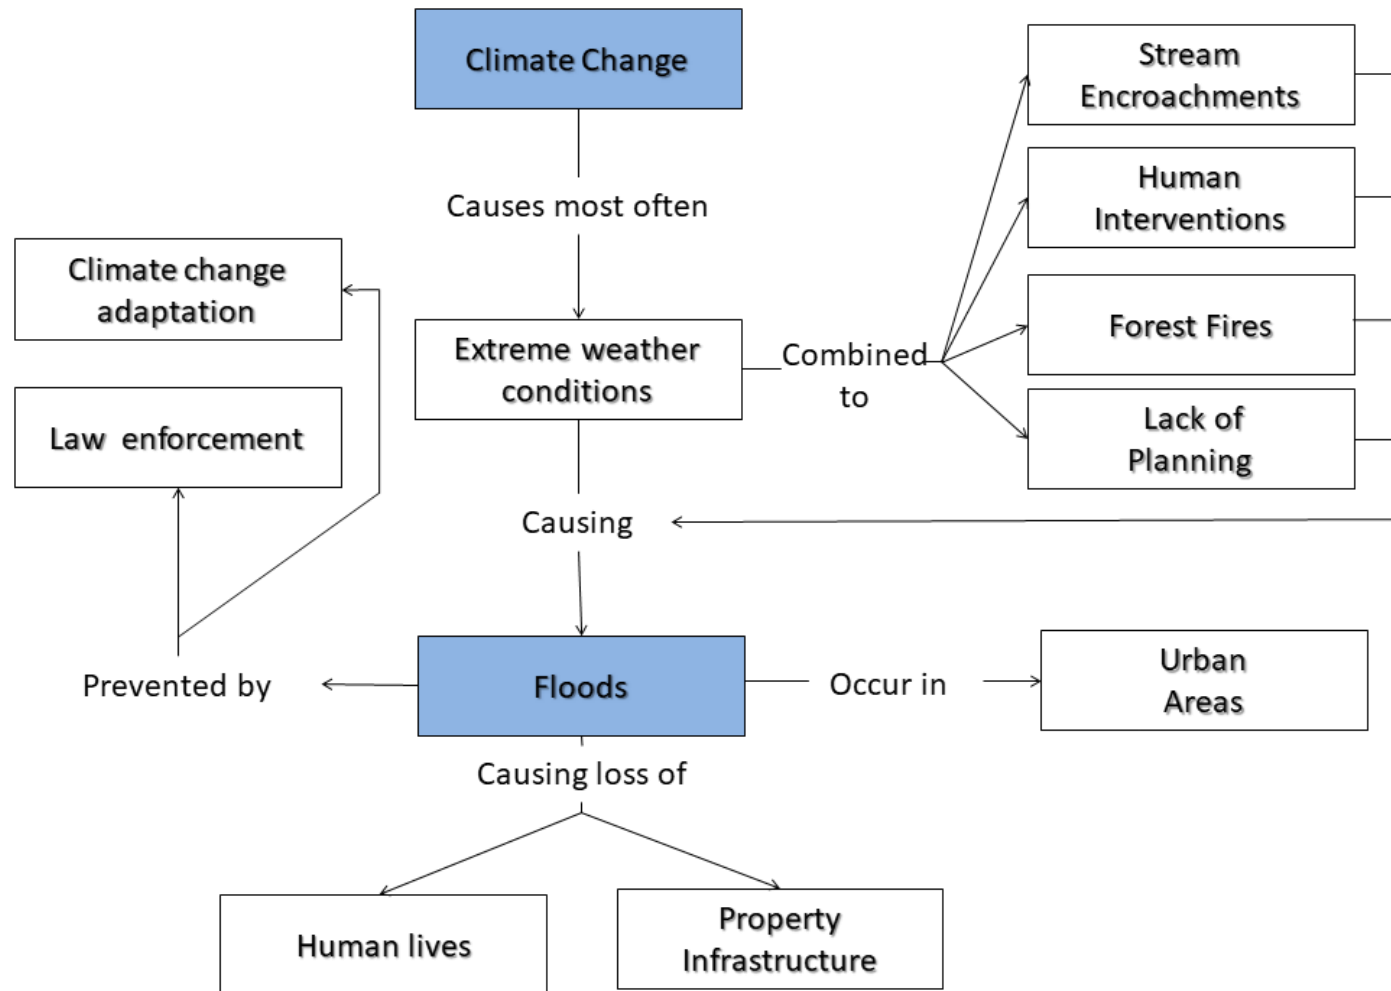 Climate Change
Causes most often
Stream
Encroachments
Human
Interventions
Forest Fires
Lack of
Planning
Climate change
adaptation
Law enforcement
Extreme weather
conditions
Combined
to
Causing
Prevented by
Floods
Occur in
Urban
Areas
Causing loss of
Human lives
Property
Infrastructure